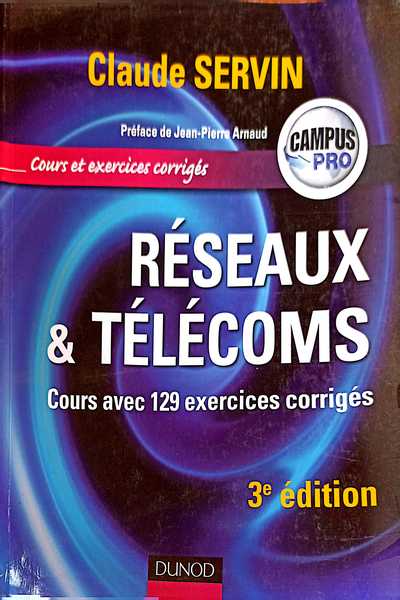 Claude SERVIN
Préface de Jean-Pierre Arnaud
CAMPUS
PRO
Cours et exercices corrigés
RÉSEAUX
& TÉLÉCOMS
Cours avec 129 exercices corrigés
3e édition
DUNOD